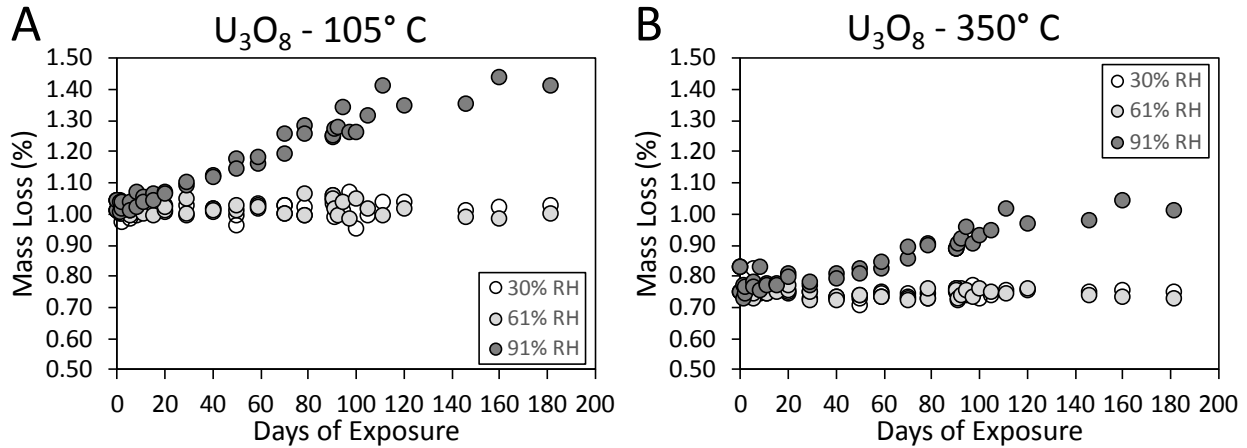 A
U₃O₈ - 105° C
Mass Loss (%)
1.50
1.40
1.30
1.20
1.10
1.00
0.90
0.80
0.70
0.60
0.50
30% RH
61% RH
91% RH
0 20 40 60 80 100 120 140 160 180 200
Days of Exposure
B
U₃O₈ - 350° C
Mass Loss (%)
1.50
1.40
1.30
1.20
1.10
1.00
0.90
0.80
0.70
0.60
0.50
30% RH
61% RH
91% RH
0 20 40 60 80 100 120 140 160 180 200
Days of Exposure